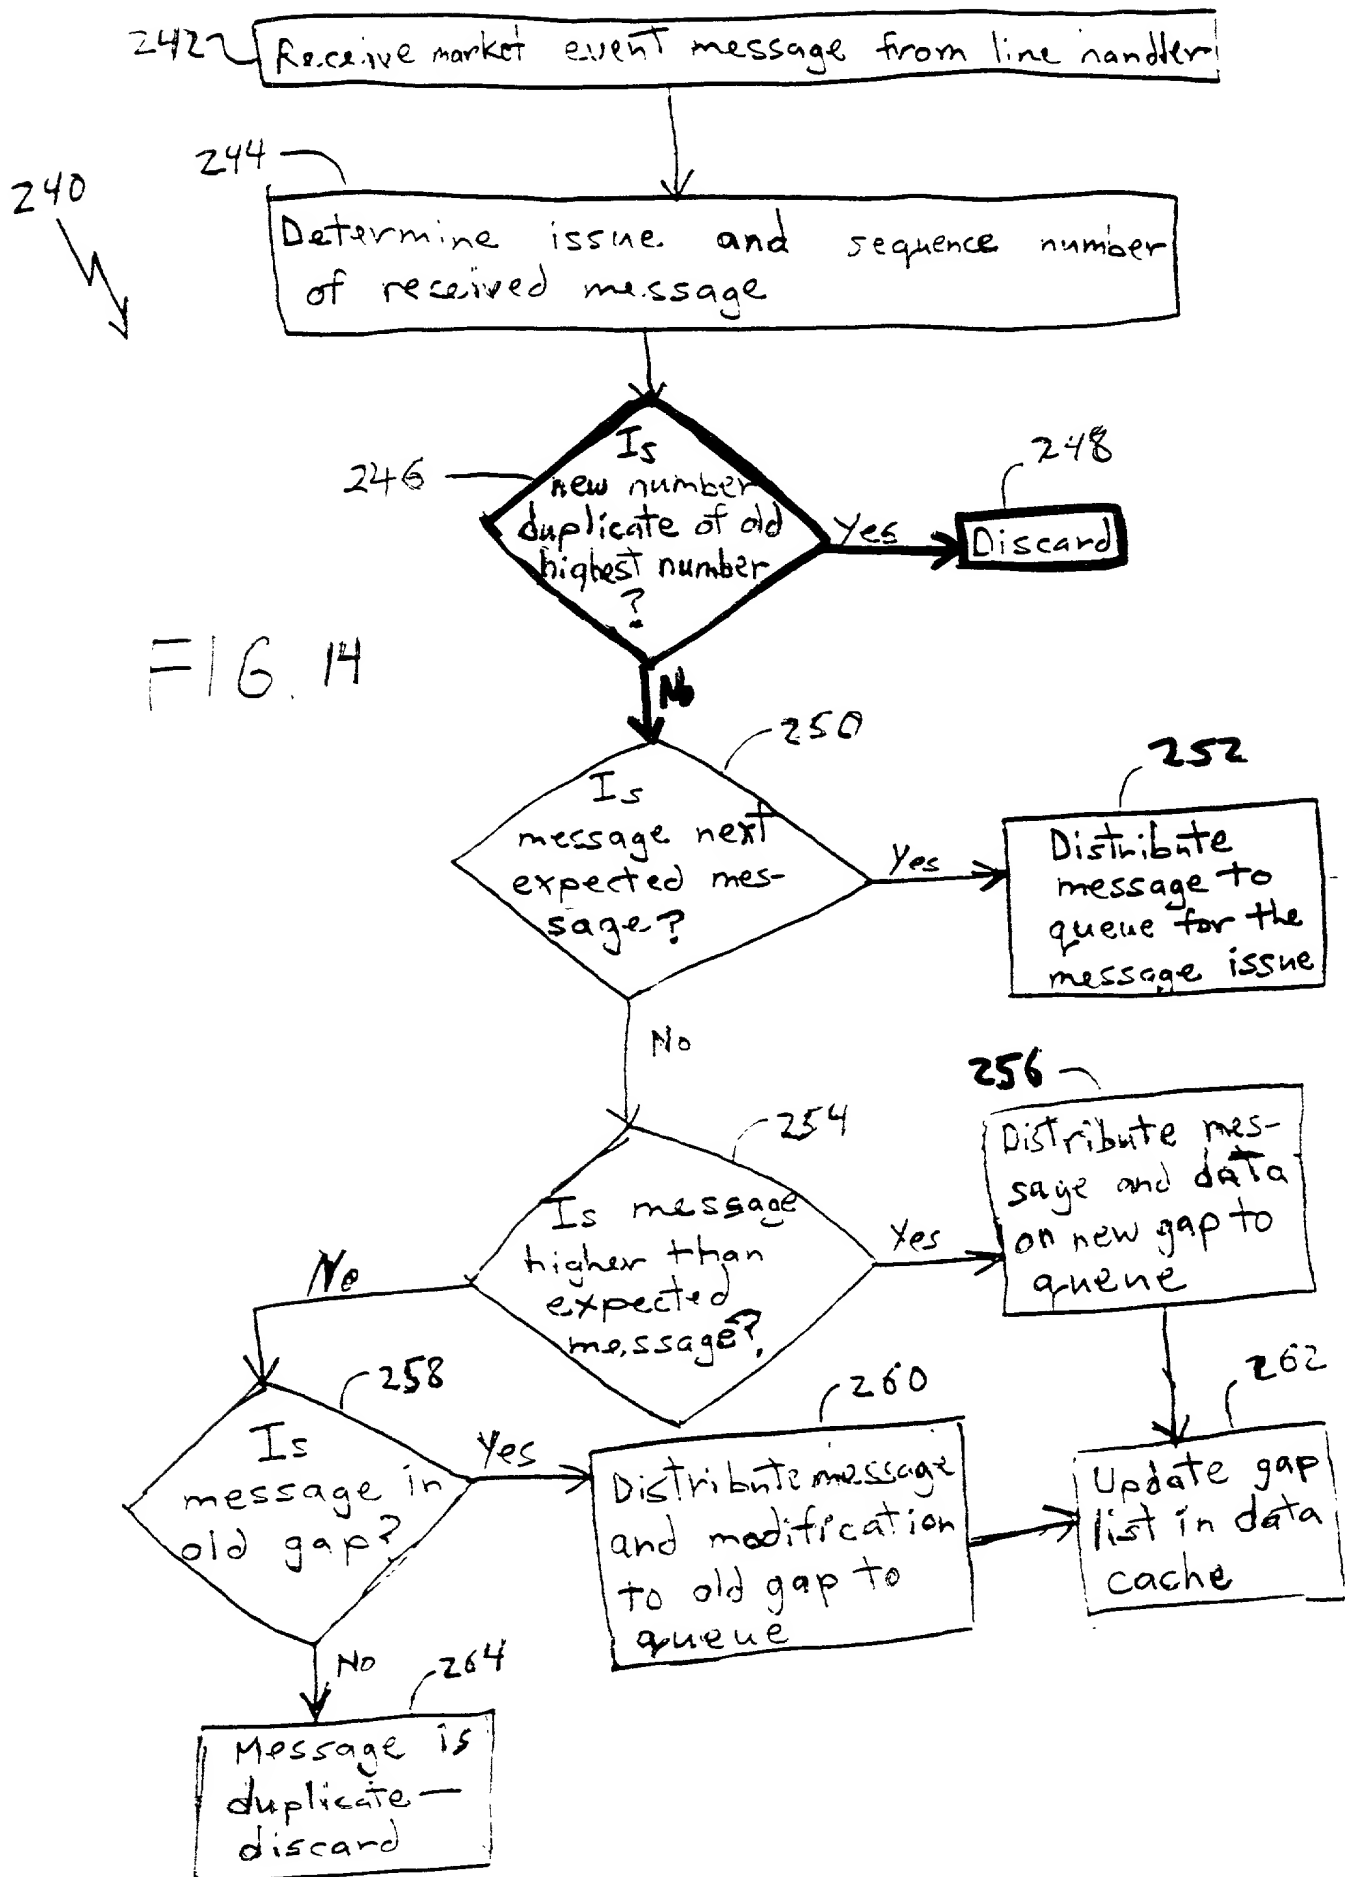 242
Receive market event message from line handler
244
240
Determine issue and sequence number
of received message
Is
new number
duplicate of old
highest number
?
246
Yes
248
Discard
FIG. 14
No
250
Is
message next
expected mes-
sage?
Yes
252
Distribute
message to
queue for the
message issue
No
254
Is message
higher than
expected
message?
Yes
256
Distribute mes-
sage and data
on new gap to
queue
No
258
Is
message in
old gap?
Yes
260
Distribute message
and modification
to old gap to
queue
262
Update gap
list in data
cache
No
264
Message is
duplicate—
discard